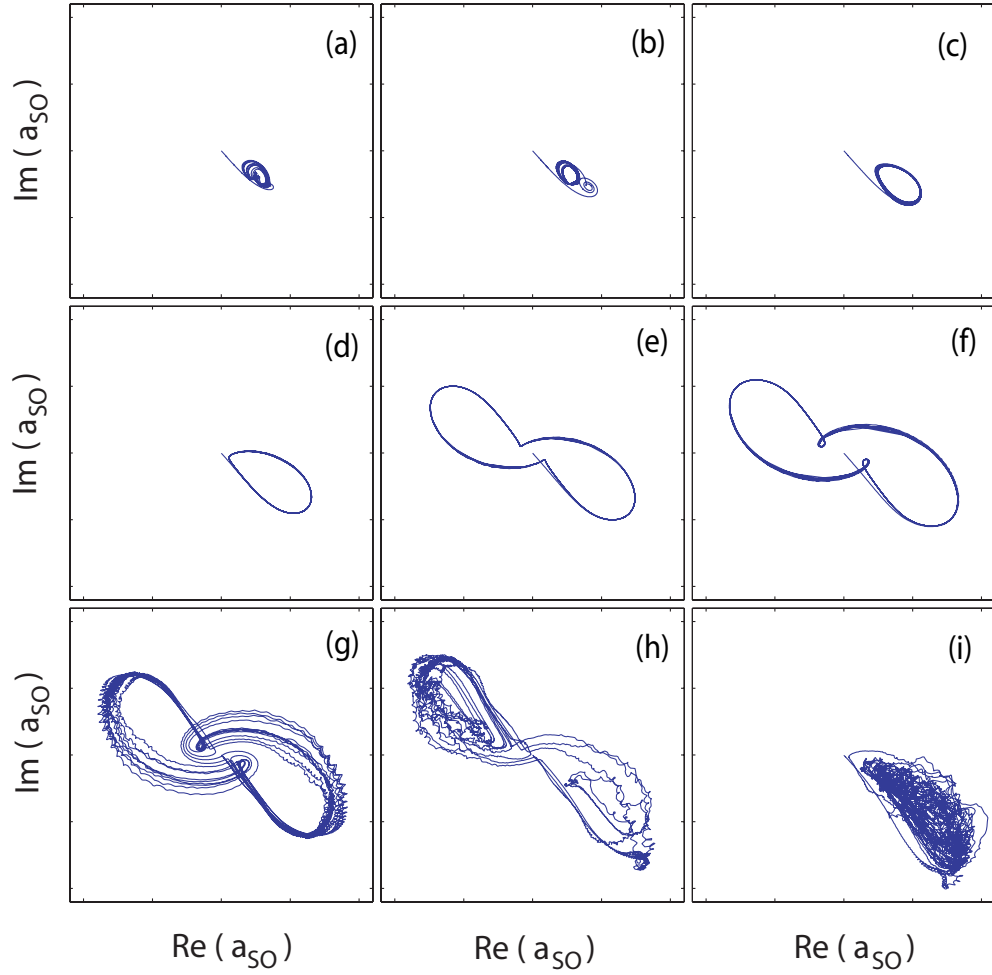 (a)
(b)
(c)
Im ( a_SO)
(d)
(e)
(f)
Im ( a_SO)
(g)
(h)
(i)
Im ( a_SO)
Re ( a_SO)
Re ( a_SO)
Re ( a_SO)